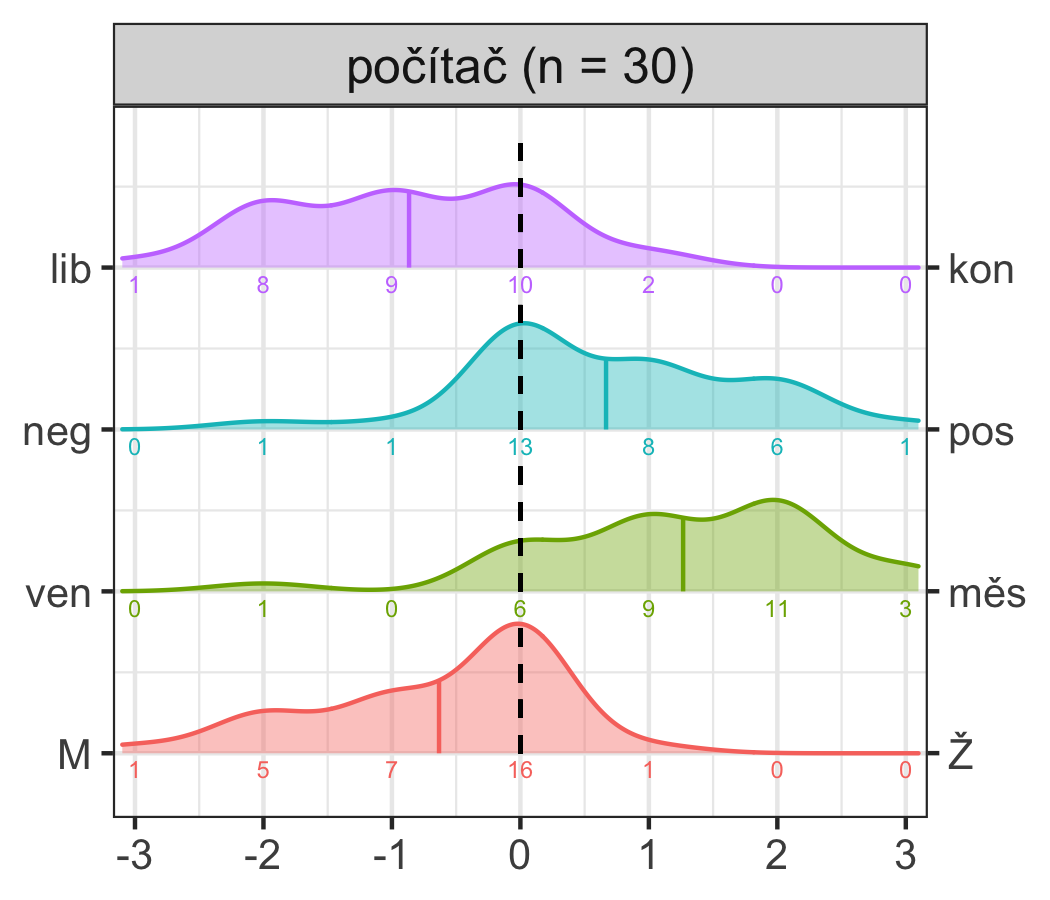 počítač (n = 30)
lib kon
1 8 9 10 2 0 0
neg pos
0 1 1 13 8 6 1
ven měs
0 1 0 6 9 11 3
M Ž
1 5 7 16 1 0 0
-3 -2 -1 0 1 2 3